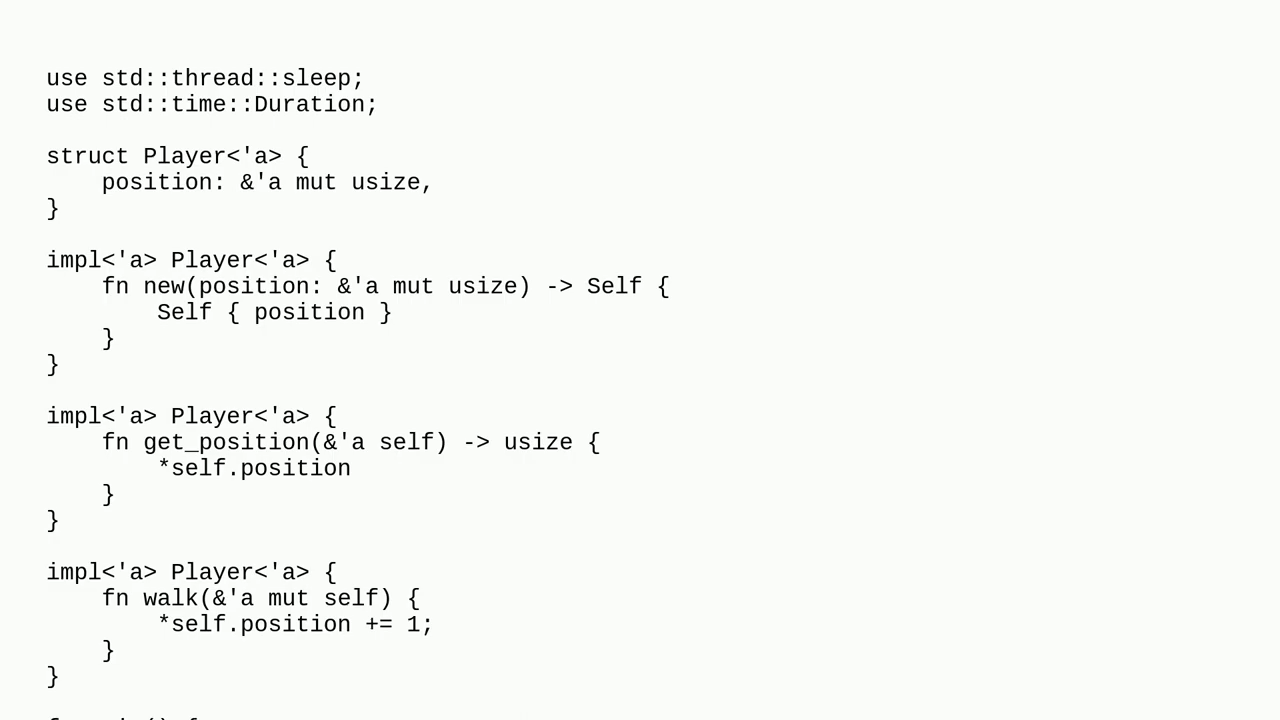 use std::thread::sleep;
use std::time::Duration;
struct Player<'a> {
    position: &'a mut usize,
}
impl<'a> Player<'a> {
    fn new(position: &'a mut usize) -> Self {
        Self { position }
    }
}
impl<'a> Player<'a> {
    fn get_position(&'a self) -> usize {
        *self.position
    }
}
impl<'a> Player<'a> {
    fn walk(&'a mut self) {
        *self.position += 1;
    }
}